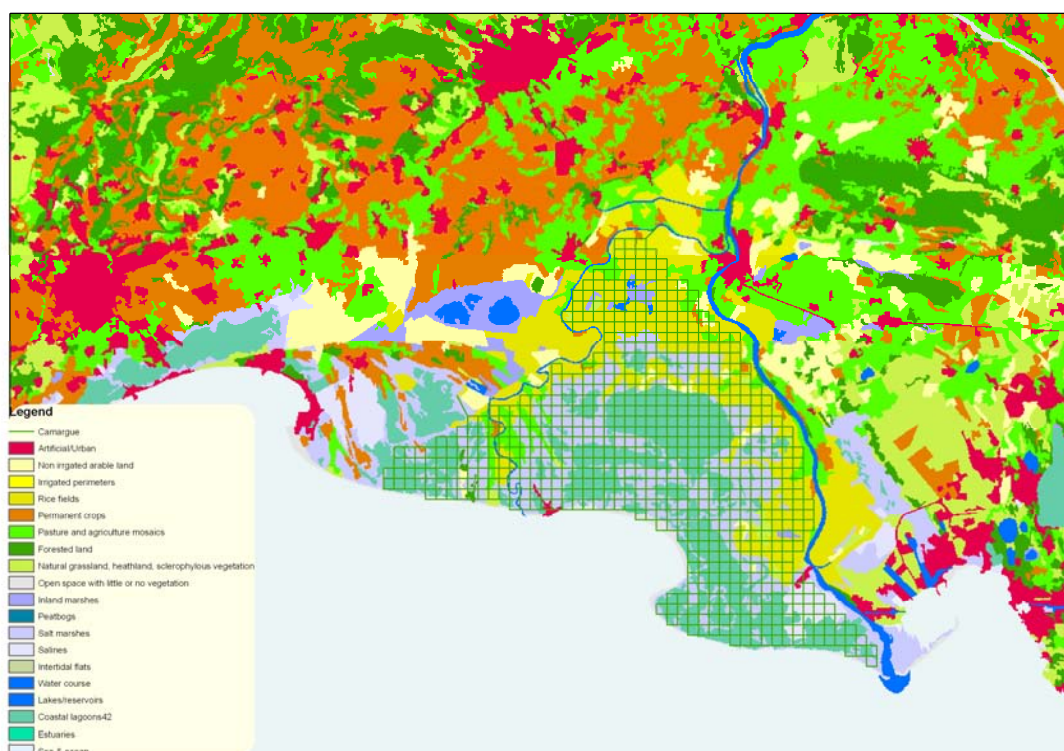 Legend
Camargue
Artificial/Urban
Non irrigated arable land
Irrigated perimeters
Rice fields
Permanent crops
Pasture and agriculture mosaics
Forested land
Natural grassland, heathland, sclerophylous vegetation
Open space with little or no vegetation
Inland marshes
Peatbogs
Salt marshes
Salines
Intertidal flats
Water course
Lakes/reservoirs
Coastal lagoons42
Estuaries
Sea & ocean